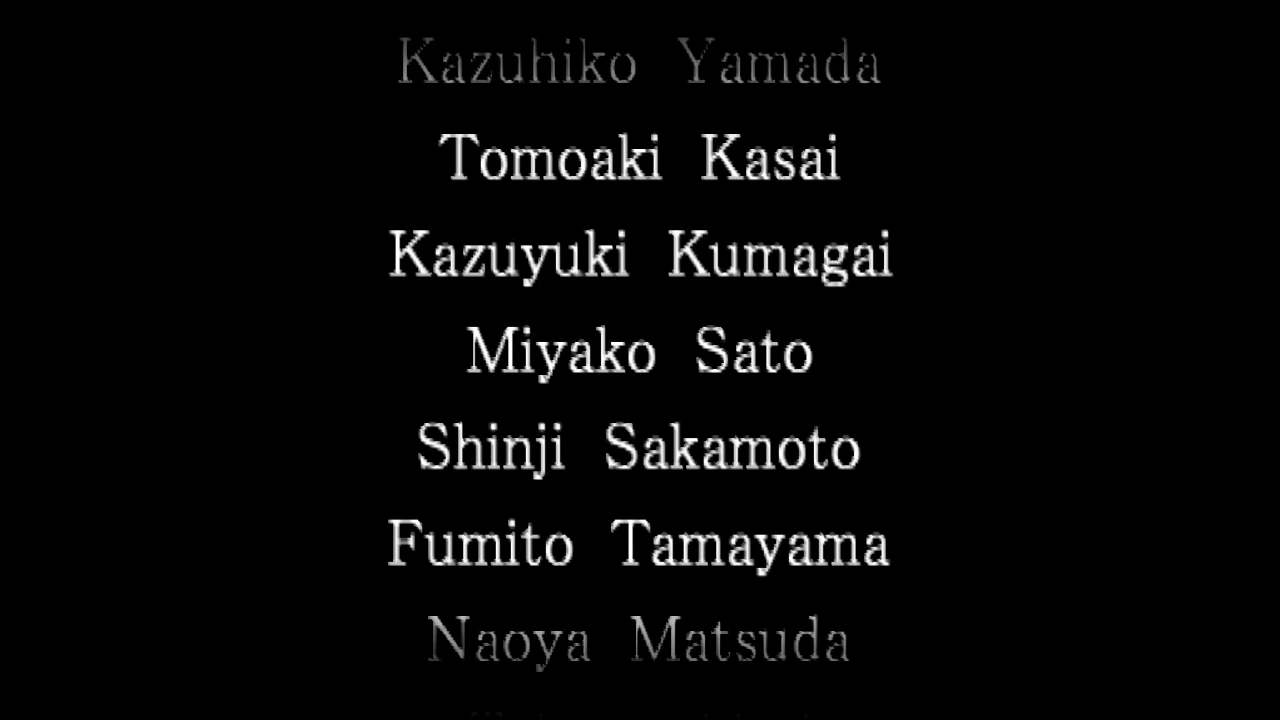 Kazuhiko Yamada
Tomoaki Kasai
Kazuyuki Kumagai
Miyako Sato
Shinji Sakamoto
Fumito Tamayama
Naoya Matsuda